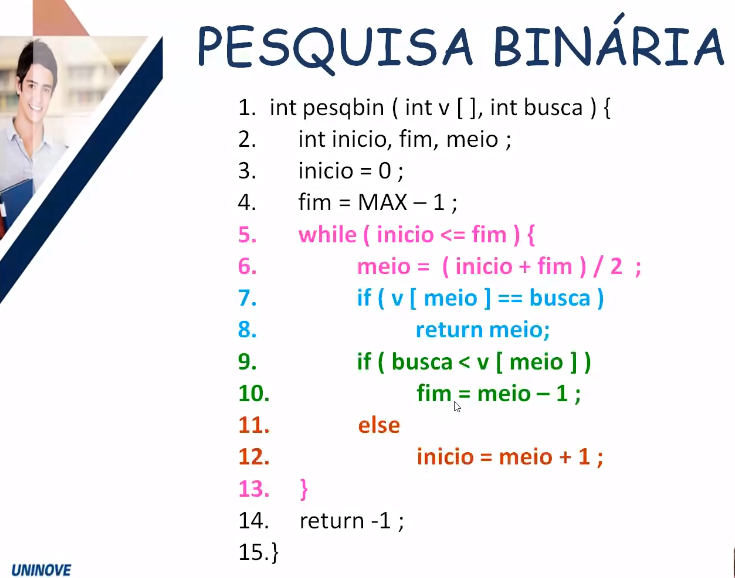 PESQUISA BINÁRIA
1. int pesqbin ( int v [ ], int busca ) {
2. int inicio, fim, meio ;
3. inicio = 0 ;
4. fim = MAX – 1 ;
5. while ( inicio <= fim ) {
6. meio = ( inicio + fim ) / 2 ;
7. if ( v [ meio ] == busca )
8. return meio;
9. if ( busca < v [ meio ] )
10. fim = meio – 1 ;
11. else
12. inicio = meio + 1 ;
13. }
14. return -1 ;
15.}
UNINOVE